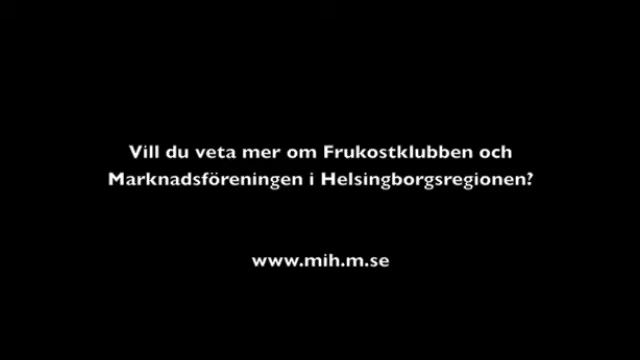 Vill du veta mer om Frukostklubben och
Marknadsföreningen i Helsingborgsregionen?
www.mih.m.se